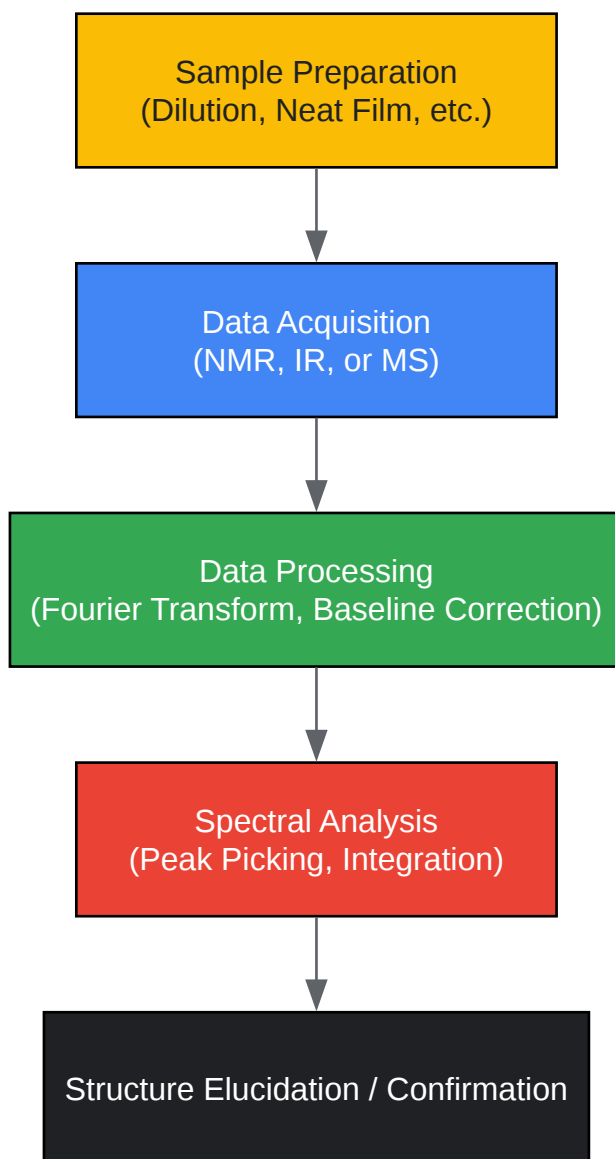 Sample Preparation
(Dilution, Neat Film, etc.)
Data Acquisition
(NMR, IR, or MS)
Data Processing
(Fourier Transform, Baseline Correction)
Spectral Analysis
(Peak Picking, Integration)
Structure Elucidation / Confirmation